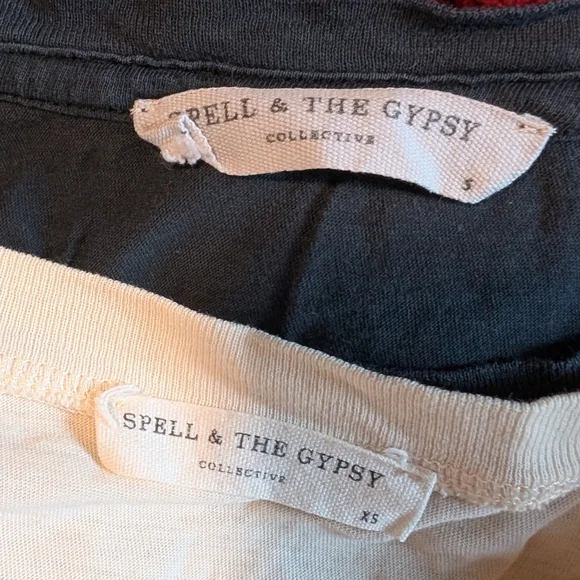 SPELL & THE GYPSY
COLLECTIVE
S
SPELL & THE GYPSY
COLLECTIVE
XS